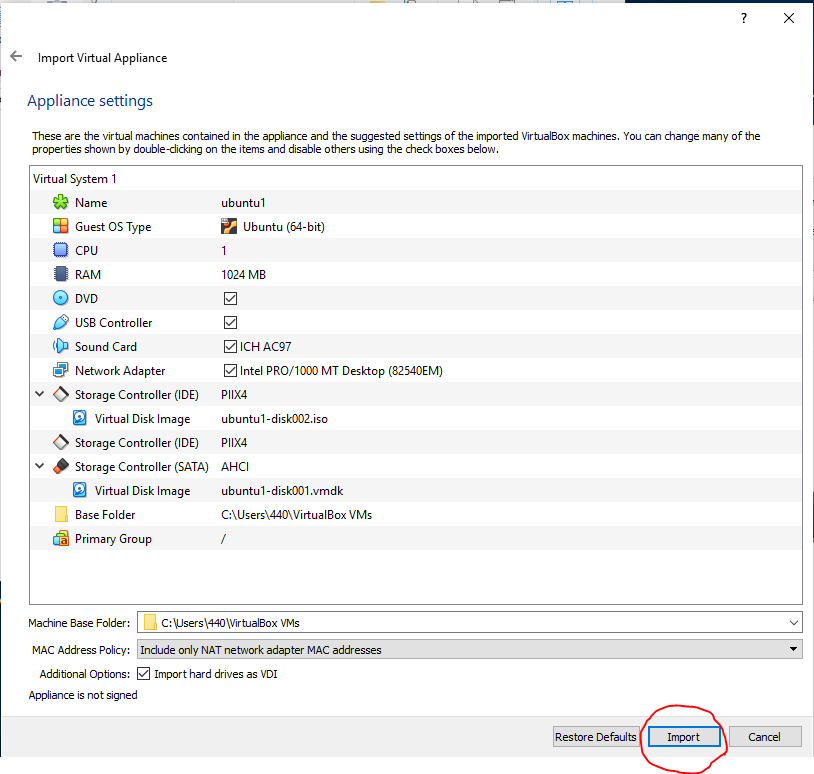 ?
Import Virtual Appliance
Appliance settings
These are the virtual machines contained in the appliance and the suggested settings of the imported VirtualBox machines. You can change many of the
properties shown by double-clicking on the items and disable others using the check boxes below.
Virtual System 1
Name ubuntu1
Guest OS Type Ubuntu (64-bit)
CPU 1
RAM 1024 MB
DVD
USB Controller
Sound Card ICH AC97
Network Adapter Intel PRO/1000 MT Desktop (82540EM)
Storage Controller (IDE) PIIX4
Virtual Disk Image ubuntu1-disk002.iso
Storage Controller (IDE) PIIX4
Storage Controller (SATA) AHCI
Virtual Disk Image ubuntu1-disk001.vmdk
Base Folder C:\Users\440\VirtualBox VMs
Primary Group /
Machine Base Folder: C:\Users\440\VirtualBox VMs
MAC Address Policy: Include only NAT network adapter MAC addresses
Additional Options: Import hard drives as VDI
Appliance is not signed
Restore Defaults Import Cancel